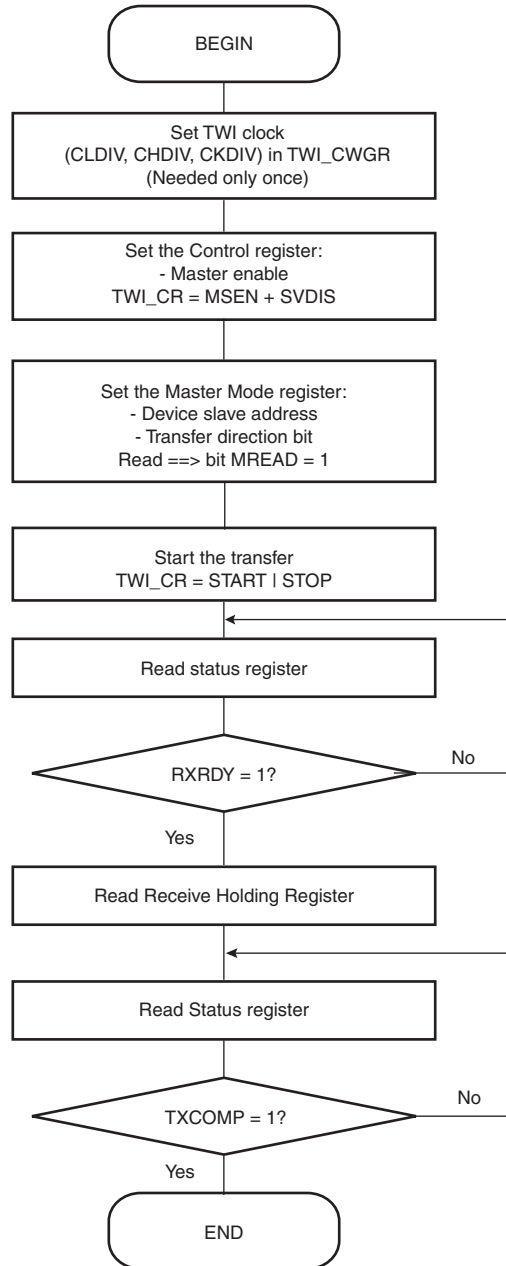 BEGIN
Set TWI clock
(CLDIV, CHDIV, CKDIV) in TWI_CWGR
(Needed only once)
Set the Control register:
- Master enable
TWI_CR = MSEN + SVDIS
Set the Master Mode register:
- Device slave address
- Transfer direction bit
Read ==> bit MREAD = 1
Start the transfer
TWI_CR = START | STOP
Read status register
RXRDY = 1?
No
Yes
Read Receive Holding Register
Read Status register
TXCOMP = 1?
No
Yes
END